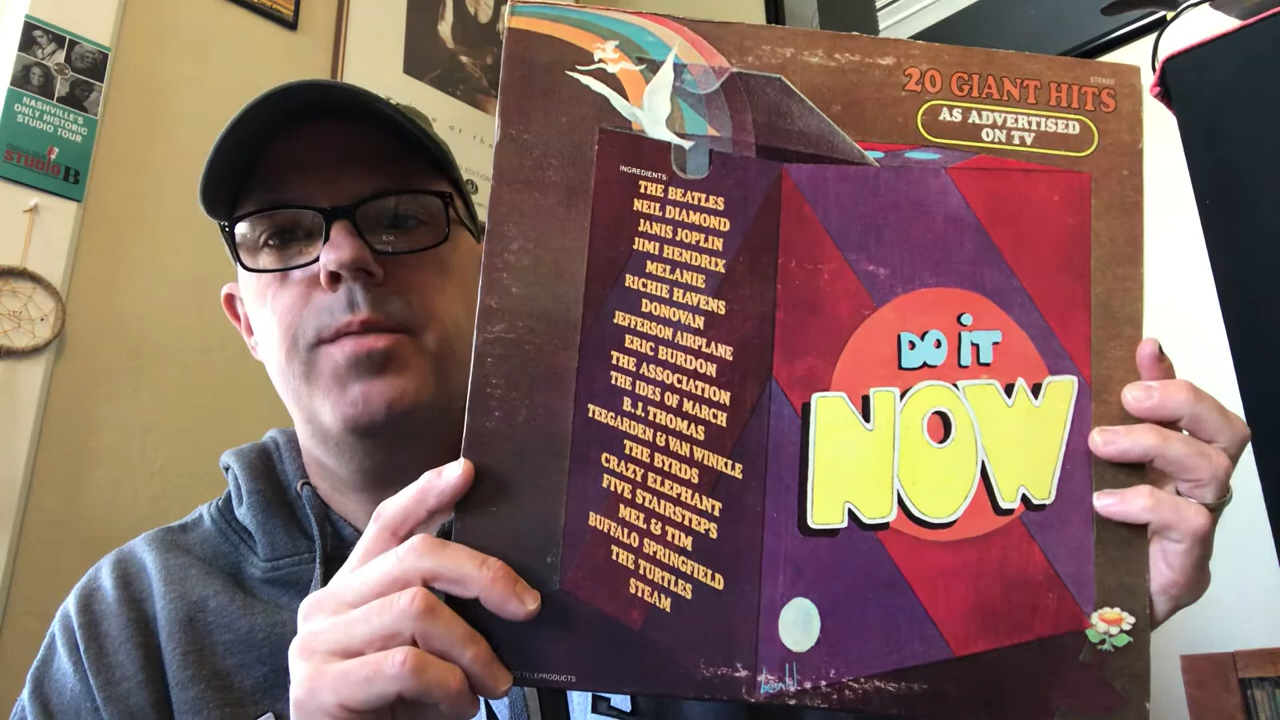 NASHVILLE'S
ONLY HISTORIC
STUDIO TOUR
STUDIO B
EDITION
20 GIANT HITS
STEREO
AS ADVERTISED
ON TV
INGREDIENTS:
THE BEATLES
NEIL DIAMOND
JANIS JOPLIN
JIMI HENDRIX
MELANIE
RICHIE HAVENS
DONOVAN
JEFFERSON AIRPLANE
ERIC BURDON
THE ASSOCIATION
THE IDES OF MARCH
B.J. THOMAS
TEEGARDEN & VAN WINKLE
THE BYRDS
CRAZY ELEPHANT
FIVE STAIRSTEPS
MEL & TIM
BUFFALO SPRINGFIELD
THE TURTLES
STEAM
DO IT
NOW
TELEPRODUCTS